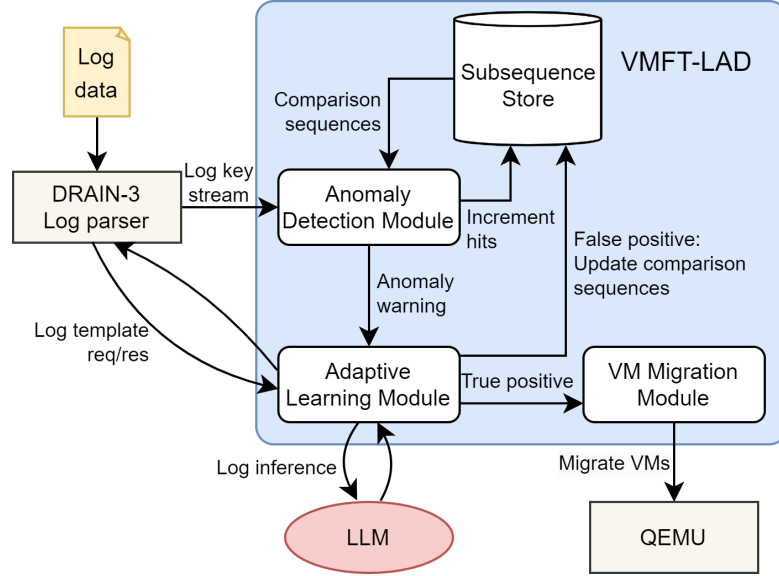 Log
data
VMFT-LAD
Subsequence
Store
Comparison
sequences
DRAIN-3
Log parser
Log key
stream
Anomaly
Detection Module
Increment
hits
False positive:
Update comparison
sequences
Anomaly
warning
Log template
req/res
Adaptive
Learning Module
True positive
VM Migration
Module
Log inference
Migrate VMs
LLM
QEMU